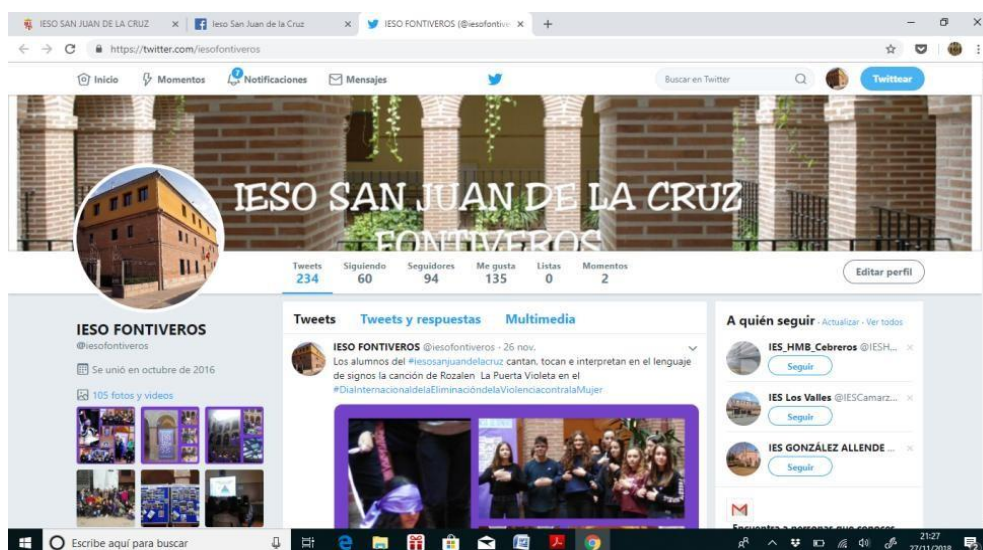 IESO SAN JUAN DE LA CRUZ
Ieso San Juan de la Cruz
IESO FONTIVEROS (@iesofontive
https://twitter.com/iesofontiveros
Inicio
Momentos
2
Notificaciones
Mensajes
Buscar en Twitter
Twittear
IESO SAN JUAN DE LA CRUZ
FONTIVEROS
Tweets 234
Siguiendo 60
Seguidores 94
Me gusta 135
Listas 0
Momentos 2
Editar perfil
IESO FONTIVEROS
@iesofontiveros
Se unió en octubre de 2016
105 fotos y videos
Tweets Tweets y respuestas Multimedia
IESO FONTIVEROS @iesofontiveros · 26 nov.
Los alumnos del #iesosanjuandelacruz cantan, tocan e interpretan en el lenguaje
de signos la canción de Rozalen La Puerta Violeta en el
#DiaInternacionaldelaEliminacióndelaViolenciacontralaMujer
A quién seguir · Actualizar · Ver todos
IES_HMB_Cebreros @IESH...
Seguir
IES Los Valles @IESCamarz...
Seguir
IES GONZÁLEZ ALLENDE ...
Seguir
Encuentra a personas que conoces
Escribe aquí para buscar
21:27
27/11/2018